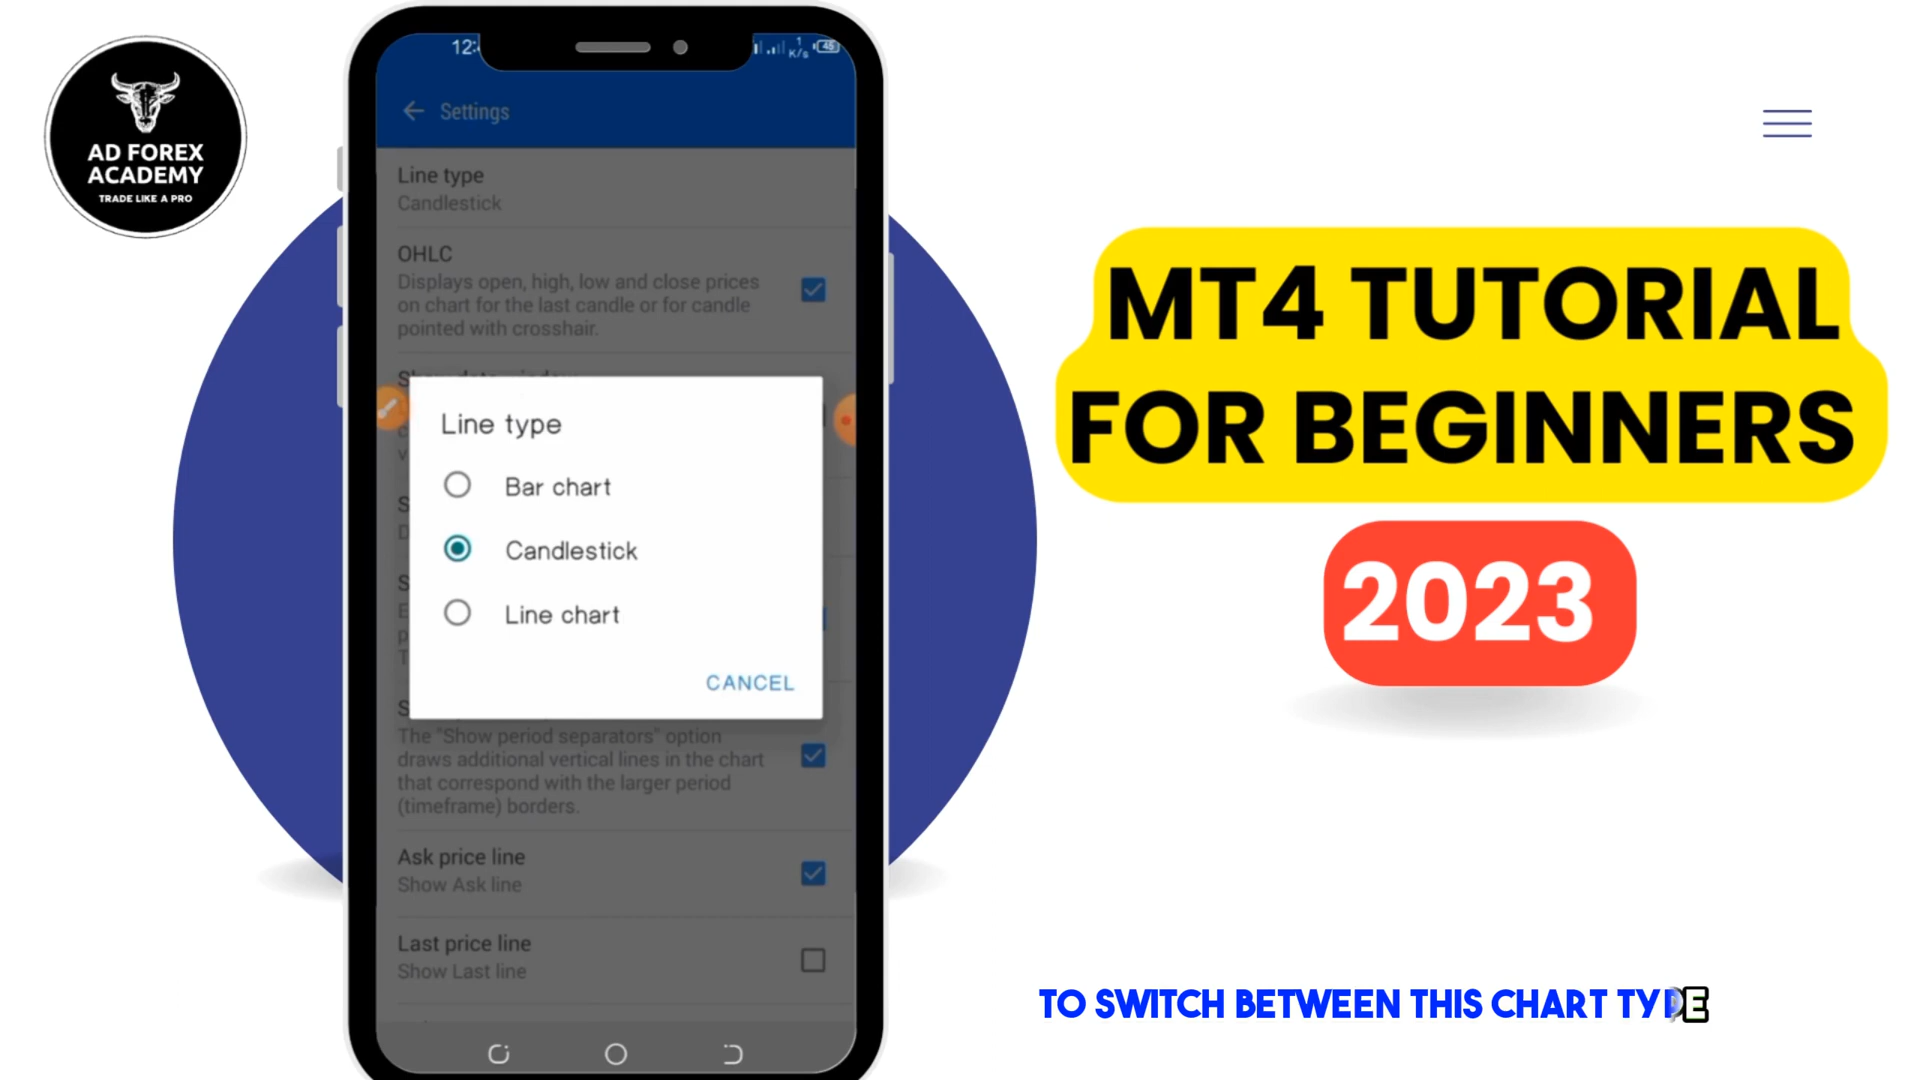 AD FOREX
ACADEMY
TRADE LIKE A PRO
45
K/s
Settings
Line type
Candlestick
OHLC
Displays open, high, low and close prices
on chart for the last candle or for candle
pointed with crosshair.
Line type
Bar chart
Candlestick
Line chart
CANCEL
The "Show period separators" option
draws additional vertical lines in the chart
that correspond with the larger period
(timeframe) borders.
Ask price line
Show Ask line
Last price line
Show Last line
MT4 TUTORIAL
FOR BEGINNERS
2023
TO SWITCH BETWEEN THIS CHART TYPE